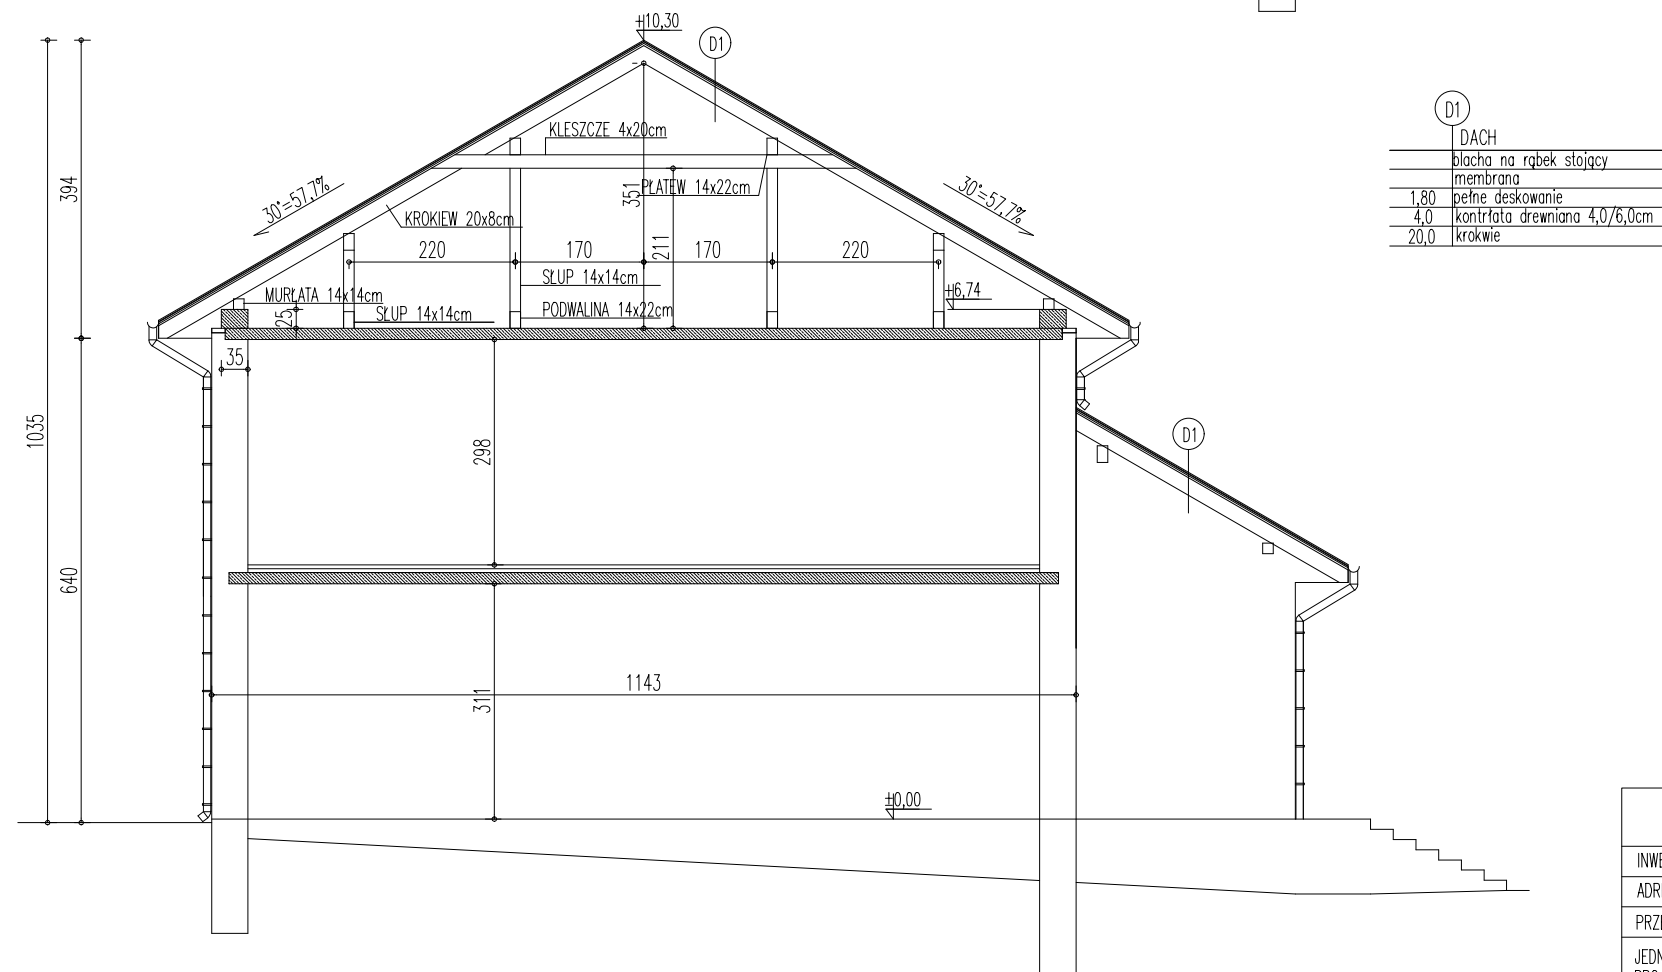 +10,30
D1
D1
DACH
blacha na rąbek stojący
membrana
1,80 pełne deskowanie
4,0 kontrłata drewniana 4,0/6,0cm
20,0 krokwie
KLESZCZE 4x20cm
394
30°=57,7%
351
PŁATEW 14x22cm
30°=57,7%
KROKIEW 20x8cm
220
170
211
170
220
MURŁATA 14x14cm
SŁUP 14x14cm
+6,74
25
SŁUP 14x14cm
PODWALINA 14x22cm
35
1035
298
D1
640
1143
311
±0,00
INWE
ADR
PRZE
JEDN